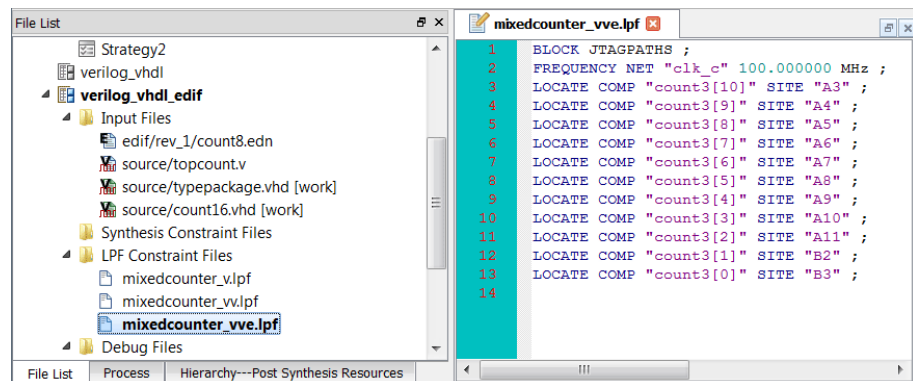 File List
Strategy2
verilog_vhdl
verilog_vhdl_edif
Input Files
edif/rev_1/count8.edn
source/topcount.v
source/typepackage.vhd [work]
source/count16.vhd [work]
Synthesis Constraint Files
LPF Constraint Files
mixedcounter_v.lpf
mixedcounter_vv.lpf
mixedcounter_vve.lpf
Debug Files
File List Process Hierarchy---Post Synthesis Resources
mixedcounter_vve.lpf
1 BLOCK JTAGPATHS ;
2 FREQUENCY NET "clk_c" 100.000000 MHz ;
3 LOCATE COMP "count3[10]" SITE "A3" ;
4 LOCATE COMP "count3[9]" SITE "A4" ;
5 LOCATE COMP "count3[8]" SITE "A5" ;
6 LOCATE COMP "count3[7]" SITE "A6" ;
7 LOCATE COMP "count3[6]" SITE "A7" ;
8 LOCATE COMP "count3[5]" SITE "A8" ;
9 LOCATE COMP "count3[4]" SITE "A9" ;
10 LOCATE COMP "count3[3]" SITE "A10" ;
11 LOCATE COMP "count3[2]" SITE "A11" ;
12 LOCATE COMP "count3[1]" SITE "B2" ;
13 LOCATE COMP "count3[0]" SITE "B3" ;
14